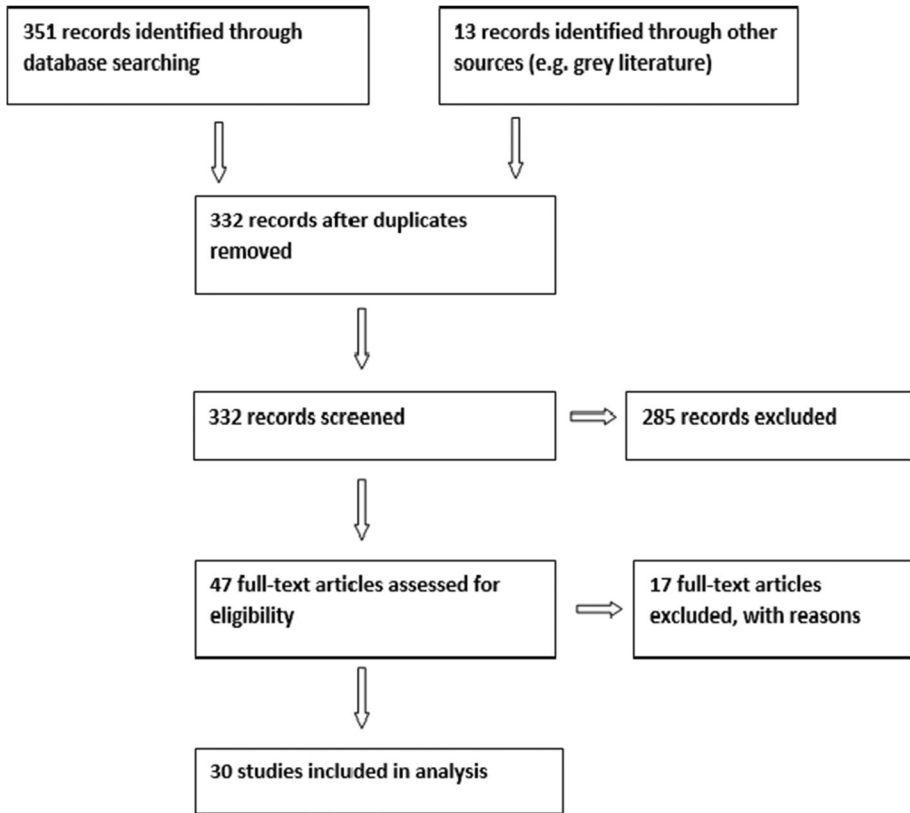 351 records identified through
database searching
13 records identified through other
sources (e.g. grey literature)
332 records after duplicates
removed
332 records screened
285 records excluded
47 full-text articles assessed for
eligibility
17 full-text articles
excluded, with reasons
30 studies included in analysis